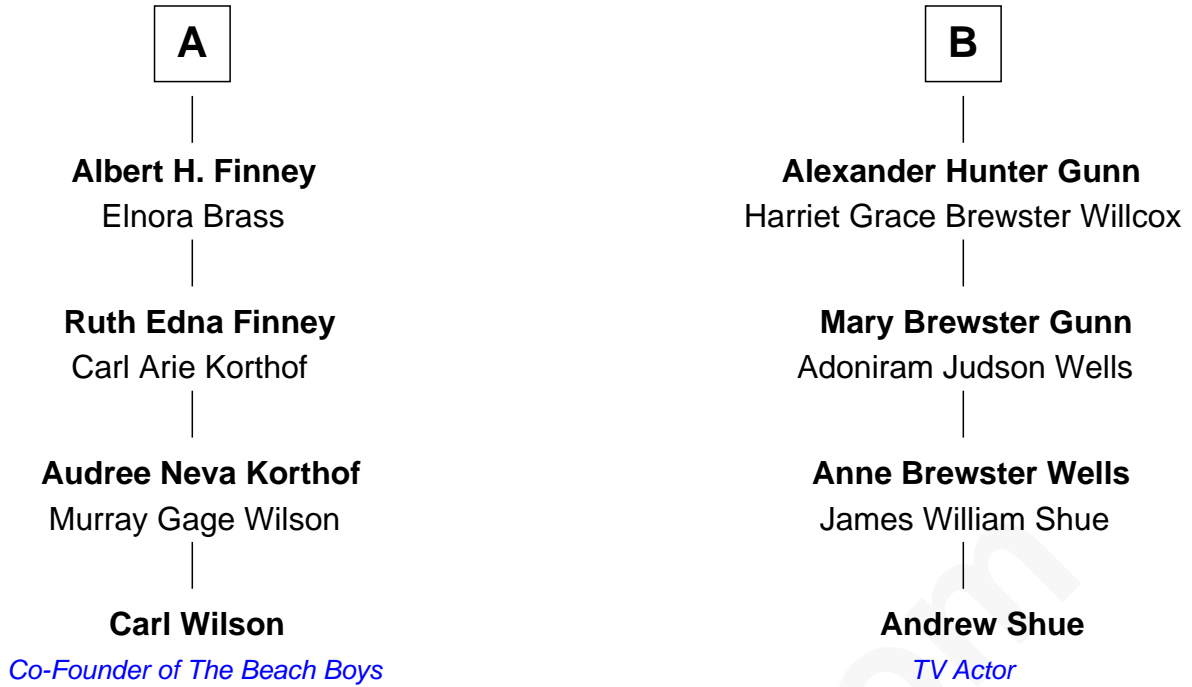 A
Albert H. Finney
Elnora Brass
Ruth Edna Finney
Carl Arie Korthof
Audree Neva Korthof
Murray Gage Wilson
Carl Wilson
Co-Founder of The Beach Boys
B
Alexander Hunter Gunn
Harriet Grace Brewster Willcox
Mary Brewster Gunn
Adoniram Judson Wells
Anne Brewster Wells
James William Shue
Andrew Shue
TV Actor